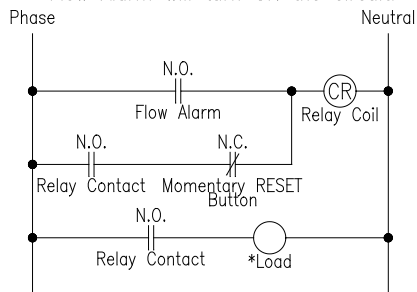 Phase
Neutral
N.O.
CR
Flow Alarm
Relay Coil
N.O.
N.C.
Relay Contact
Momentary RESET
Button
N.O.
Relay Contact
*Load